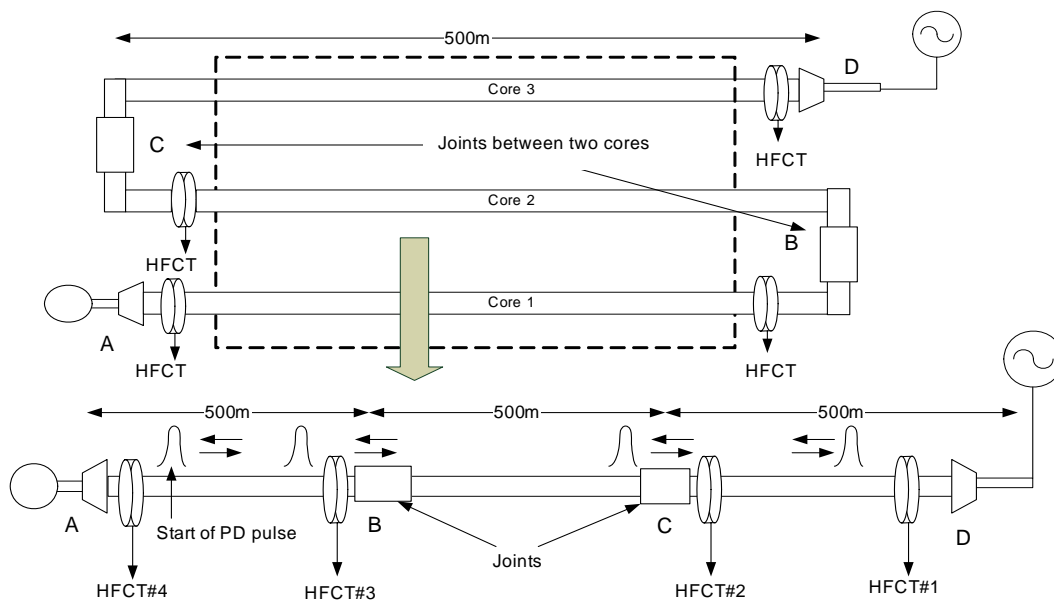 500m
D
Core 3
C
Joints between two cores
HFCT
Core 2
B
HFCT
Core 1
A
HFCT
HFCT
500m
500m
500m
A
Start of PD pulse
B
Joints
C
D
HFCT#4
HFCT#3
HFCT#2
HFCT#1